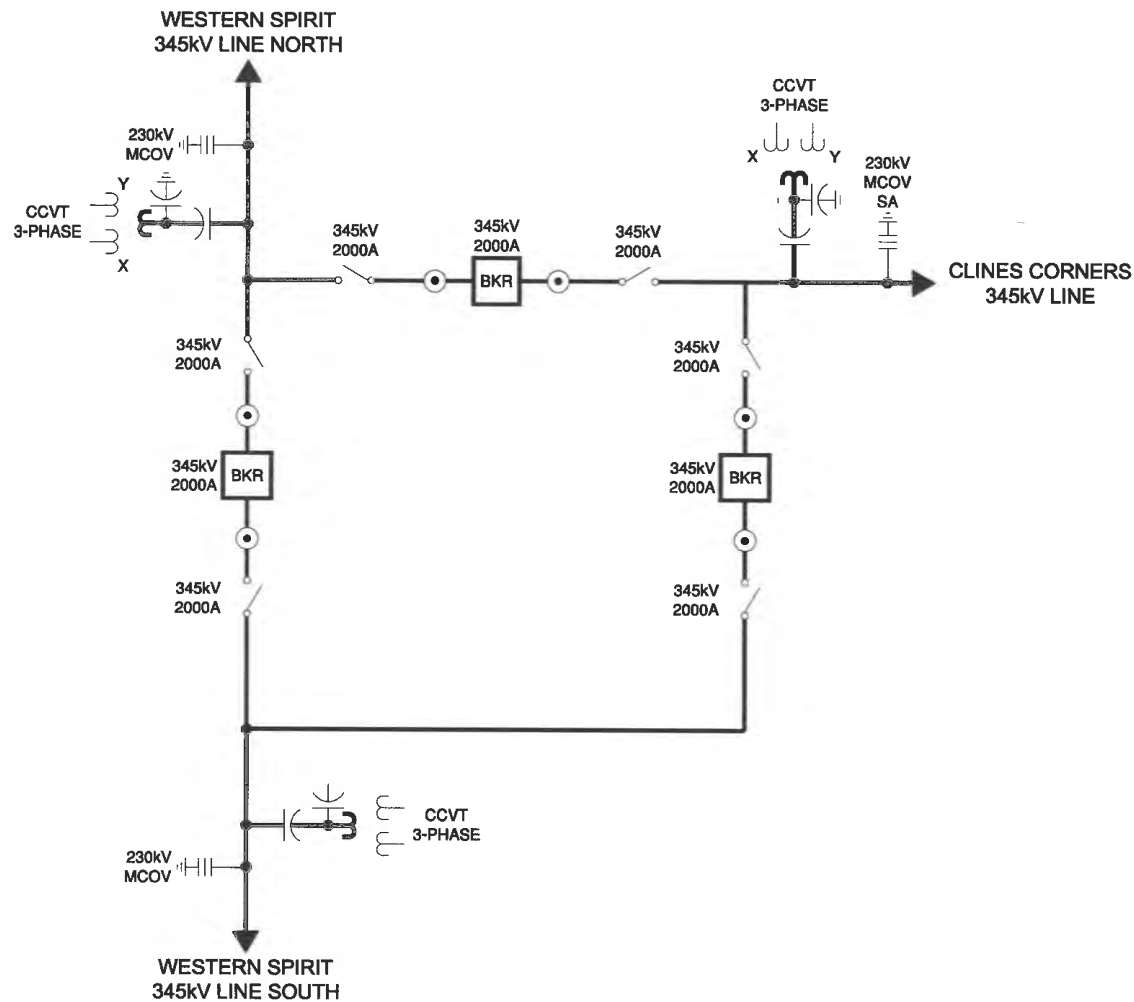 WESTERN SPIRIT
345kV LINE NORTH
CCVT
3-PHASE
X
Y
230kV
MCOV
SA
230kV
MCOV
Y
CCVT
3-PHASE
X
345kV
2000A
345kV
2000A
BKR
345kV
2000A
CLINES CORNERS
345kV LINE
345kV
2000A
345kV
2000A
345kV
2000A
BKR
345kV
2000A
BKR
345kV
2000A
345kV
2000A
CCVT
3-PHASE
230kV
MCOV
WESTERN SPIRIT
345kV LINE SOUTH